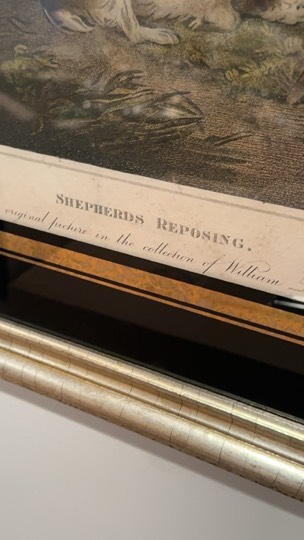 SHEPHERDS REPOSING.
original picture in the collection of William